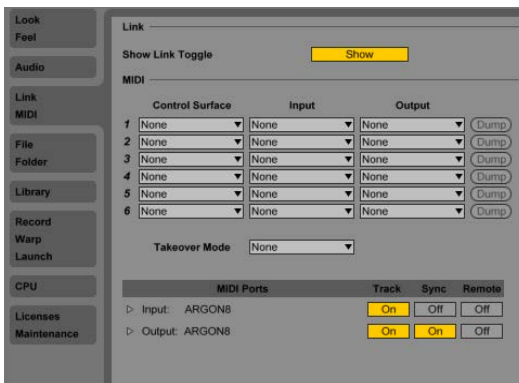 Look
Feel
Audio
Link
MIDI
File
Folder
Library
Record
Warp
Launch
CPU
Licenses
Maintenance
Link
Show Link Toggle Show
MIDI
Control Surface Input Output
1 None None None Dump
2 None None None Dump
3 None None None Dump
4 None None None Dump
5 None None None Dump
6 None None None Dump
Takeover Mode None
MIDI Ports Track Sync Remote
Input: ARGON8 On Off Off
Output: ARGON8 On On Off